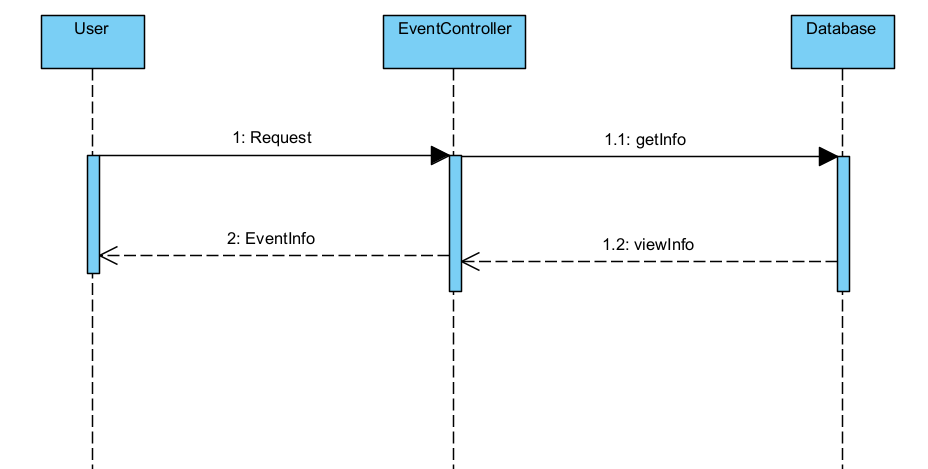 User
EventController
Database
1: Request
1.1: getInfo
2: EventInfo
1.2: viewInfo